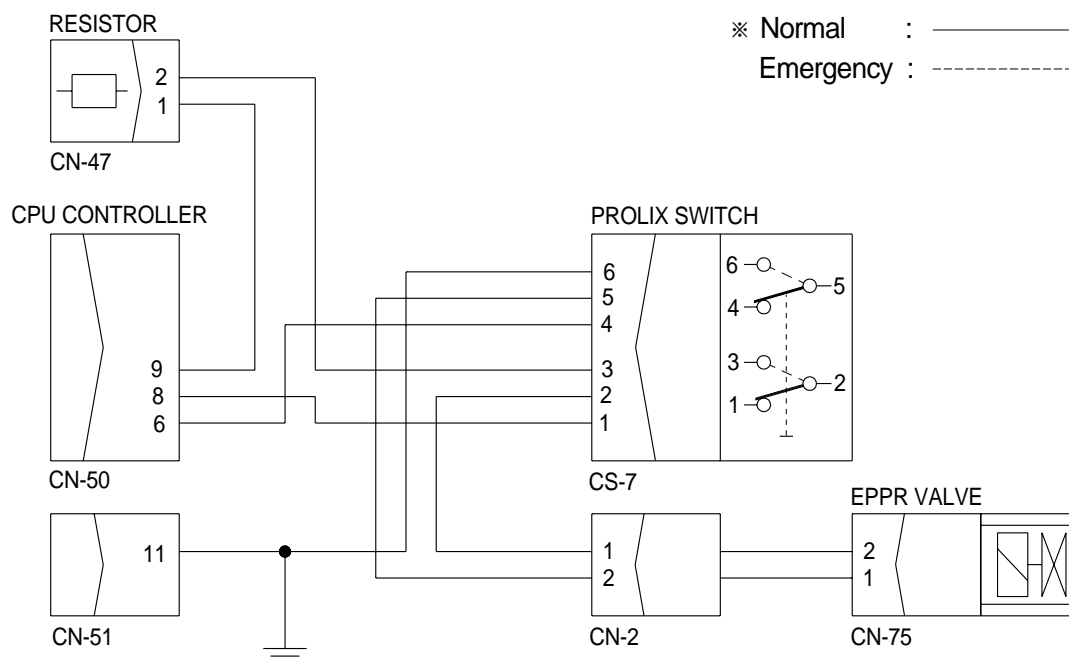 RESISTOR
※ Normal :
Emergency :
2
1
CN-47
CPU CONTROLLER
PROLIX SWITCH
6
5
4
3
2
1
6
5
4
3
2
1
9
8
6
CN-50
CS-7
EPPR VALVE
11
1
2
2
1
CN-51
CN-2
CN-75